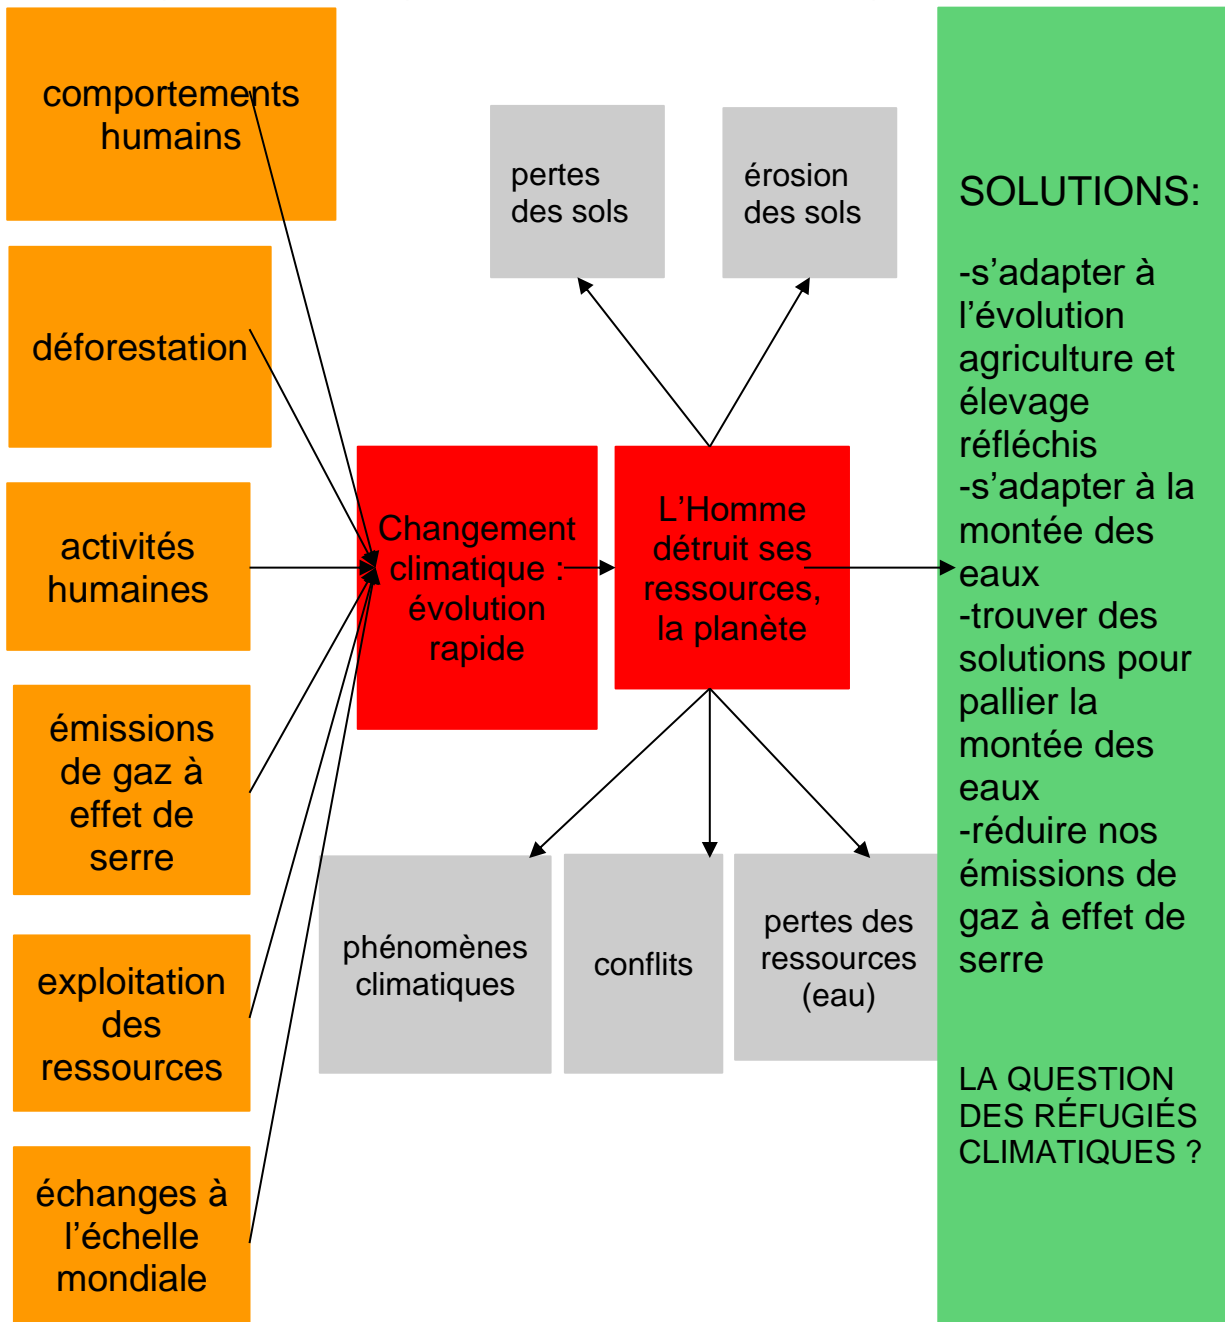 comportements
humains
déforestation
activités
humaines
émissions
de gaz à
effet de
serre
exploitation
des
ressources
échanges à
l’échelle
mondiale
Changement
climatique :
évolution
rapide
pertes
des sols
érosion
des sols
L’Homme
détruit ses
ressources,
la planète
phénomènes
climatiques
conflits
pertes des
ressources
(eau)
SOLUTIONS:
-s’adapter à
l’évolution
agriculture et
élevage
réfléchis
-s’adapter à la
montée des
eaux
-trouver des
solutions pour
pallier la
montée des
eaux
-réduire nos
émissions de
gaz à effet de
serre
LA QUESTION
DES RÉFUGIÉS
CLIMATIQUES ?